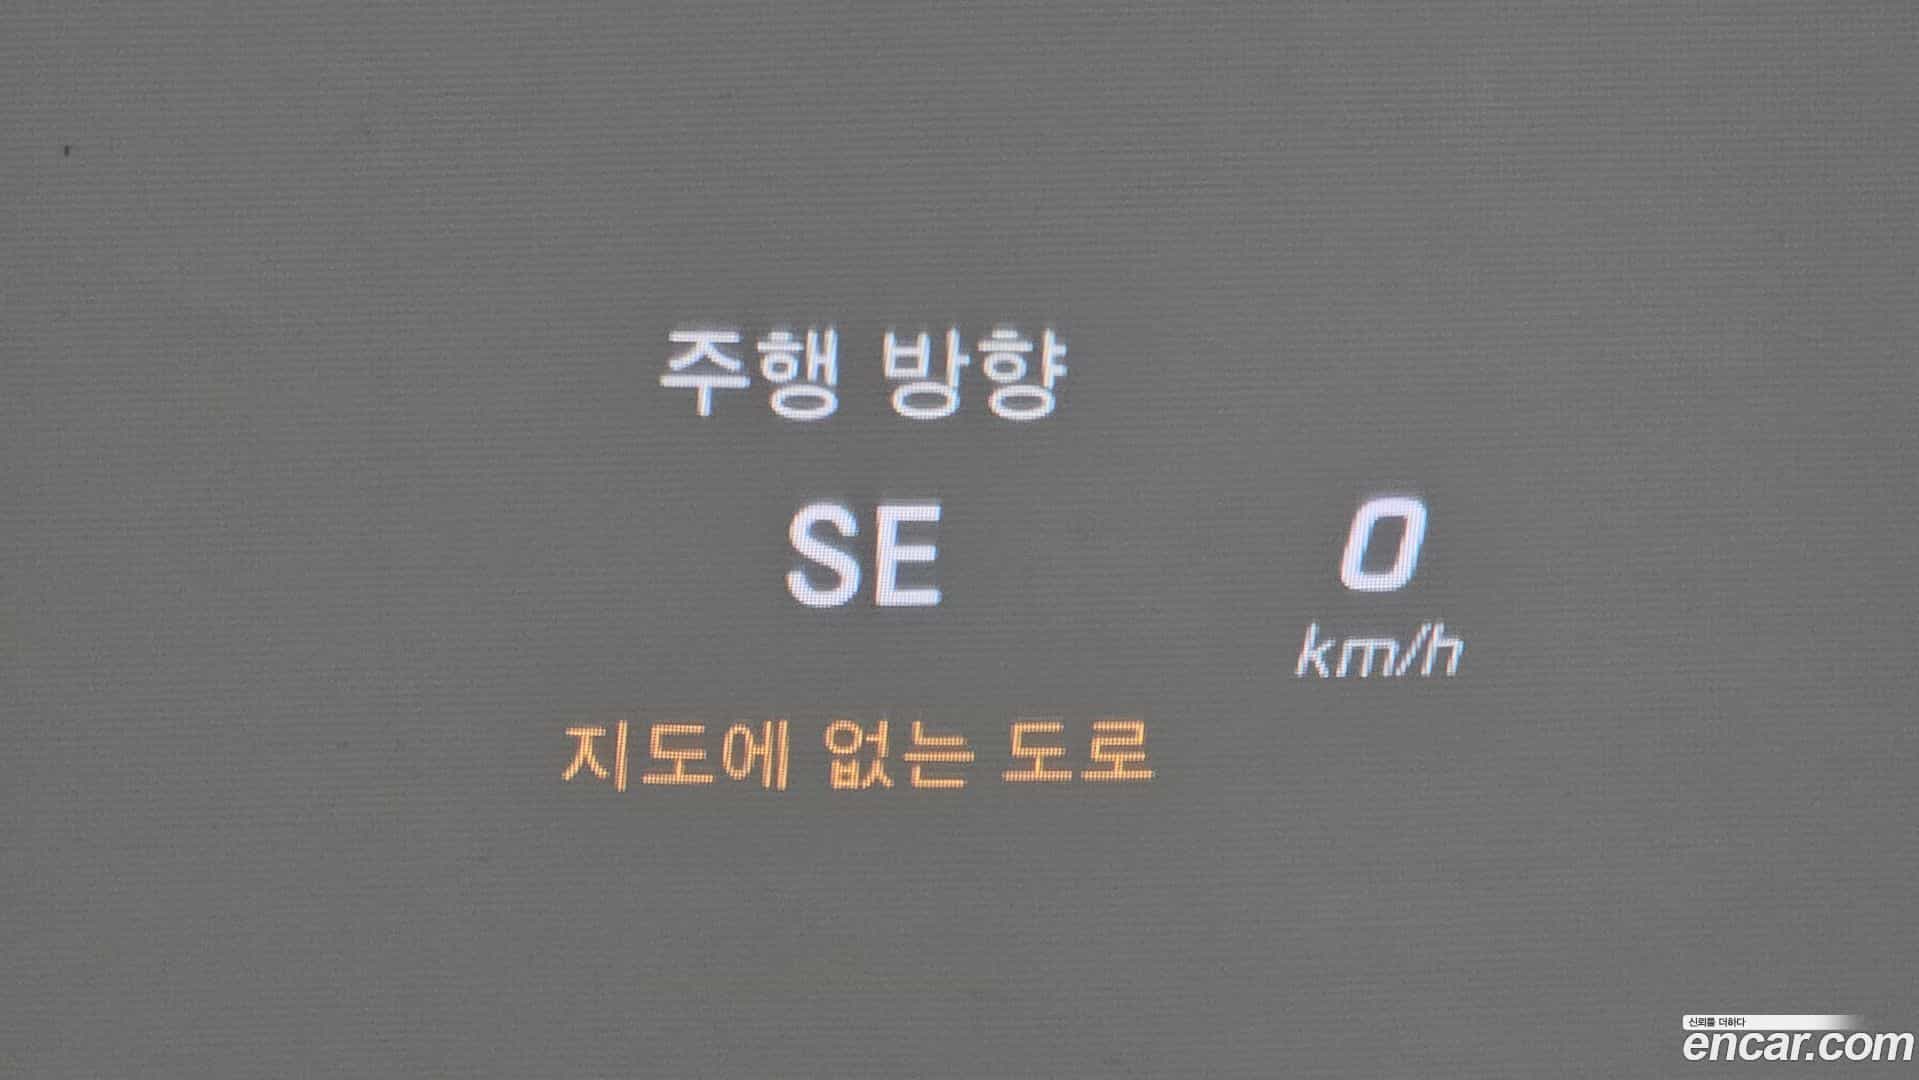 주행 방향
SE
0
km/h
지도에 없는 도로
신뢰를 더하다
encar.com